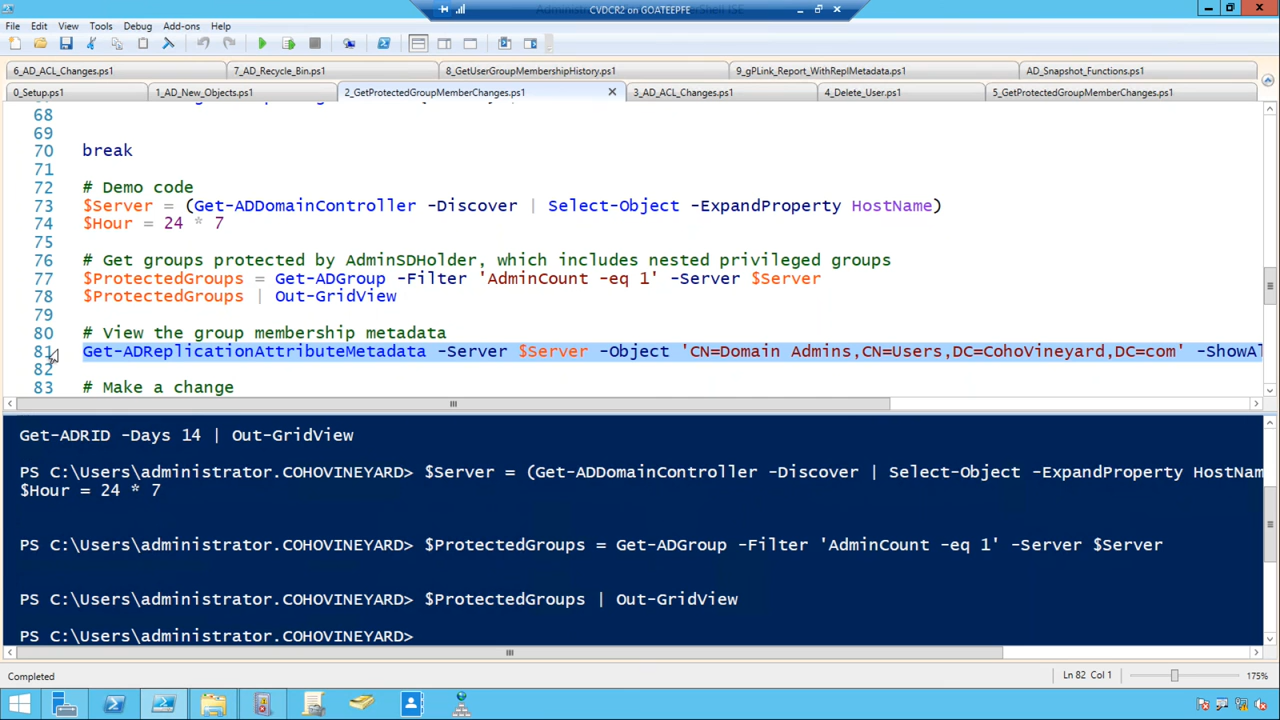 CVDCR2 on GOATEEPFE
File Edit View Tools Debug Add-ons Help
6_AD_ACL_Changes.ps1 7_AD_Recycle_Bin.ps1 8_GetUserGroupMembershipHistory.ps1 9_gPLink_Report_WithReplMetadata.ps1 AD_Snapshot_Functions.ps1
0_Setup.ps1 1_AD_New_Objects.ps1 2_GetProtectedGroupMemberChanges.ps1 3_AD_ACL_Changes.ps1 4_Delete_User.ps1 5_GetProtectedGroupMemberChanges.ps1
68
69
70 break
71
72 # Demo code
73 $Server = (Get-ADDomainController -Discover | Select-Object -ExpandProperty HostName)
74 $Hour = 24 * 7
75
76 # Get groups protected by AdminSDHolder, which includes nested privileged groups
77 $ProtectedGroups = Get-ADGroup -Filter 'AdminCount -eq 1' -Server $Server
78 $ProtectedGroups | Out-GridView
79
80 # View the group membership metadata
81 Get-ADReplicationAttributeMetadata -Server $Server -Object 'CN=Domain Admins,CN=Users,DC=CohoVineyard,DC=com' -ShowAl
82
83 # Make a change
Get-ADRID -Days 14 | Out-GridView
PS C:\Users\administrator.COHOVINEYARD> $Server = (Get-ADDomainController -Discover | Select-Object -ExpandProperty HostNam
$Hour = 24 * 7
PS C:\Users\administrator.COHOVINEYARD> $ProtectedGroups = Get-ADGroup -Filter 'AdminCount -eq 1' -Server $Server
PS C:\Users\administrator.COHOVINEYARD> $ProtectedGroups | Out-GridView
PS C:\Users\administrator.COHOVINEYARD>
Completed Ln 82 Col 1 175%